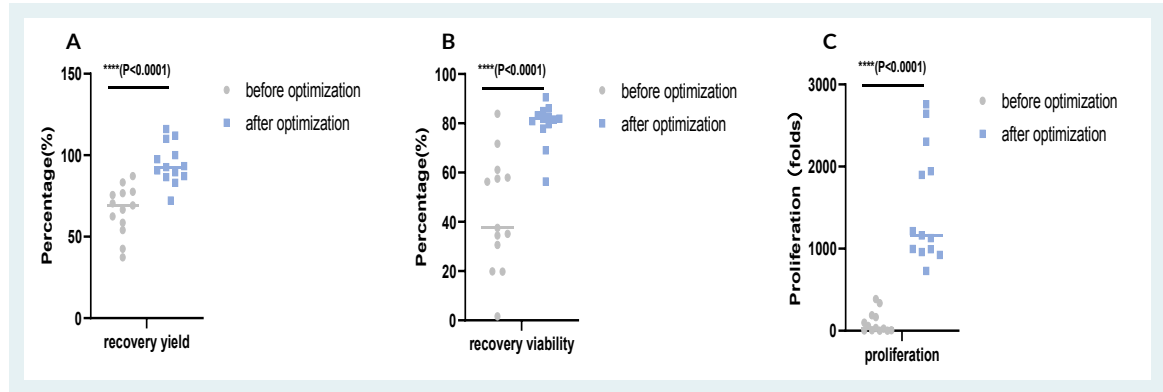 A
****(P<0.0001)
150
100
50
0
Percentage(%)
before optimization
after optimization
recovery yield
B
****(P<0.0001)
100
80
60
40
20
0
Percentage(%)
before optimization
after optimization
recovery viability
C
****(P<0.0001)
3000
2000
1000
0
Proliferation (folds)
before optimization
after optimization
proliferation